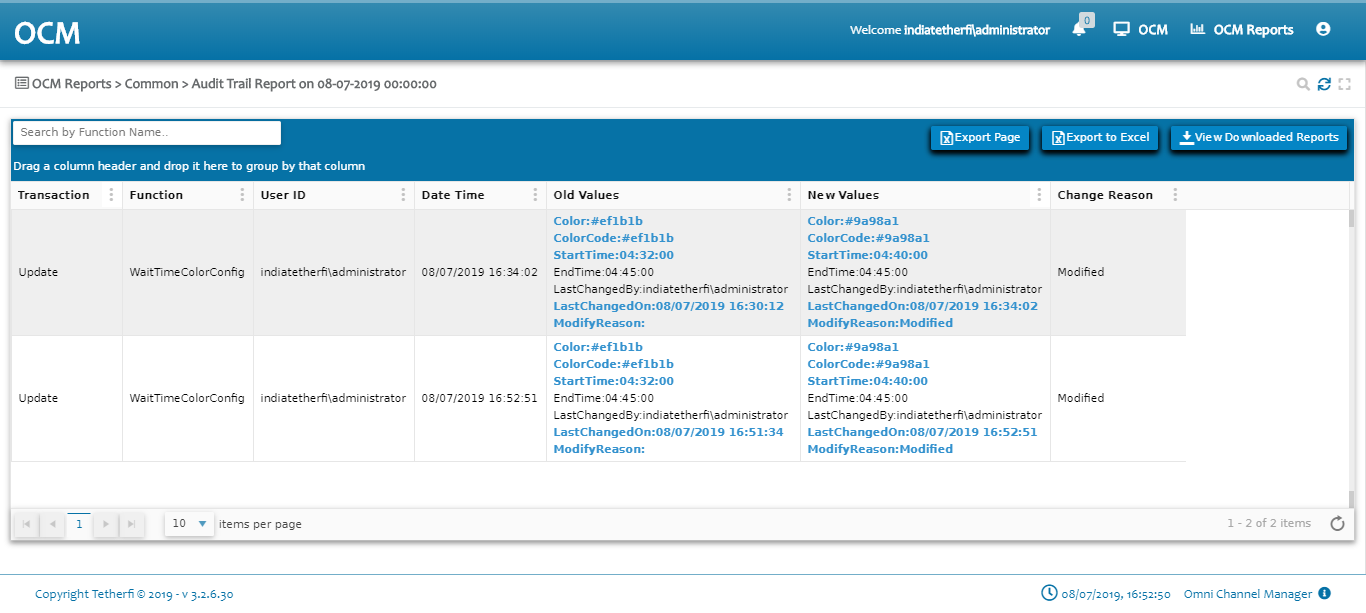 OCM
Welcome indiatetherfi\administrator
0
OCM
OCM Reports
OCM Reports > Common > Audit Trail Report on 08-07-2019 00:00:00
Search by Function Name..
Export Page
Export to Excel
View Downloaded Reports
Drag a column header and drop it here to group by that column
Transaction Function User ID Date Time Old Values New Values Change Reason
Update
WaitTimeColorConfig
indiatetherfi\administrator
08/07/2019 16:34:02
Color:#ef1b1b
ColorCode:#ef1b1b
StartTime:04:32:00
EndTime:04:45:00
LastChangedBy:indiatetherfi\administrator
LastChangedOn:08/07/2019 16:30:12
ModifyReason:
Color:#9a98a1
ColorCode:#9a98a1
StartTime:04:40:00
EndTime:04:45:00
LastChangedBy:indiatetherfi\administrator
LastChangedOn:08/07/2019 16:34:02
ModifyReason:Modified
Modified
Update
WaitTimeColorConfig
indiatetherfi\administrator
08/07/2019 16:52:51
Color:#ef1b1b
ColorCode:#ef1b1b
StartTime:04:32:00
EndTime:04:45:00
LastChangedBy:indiatetherfi\administrator
LastChangedOn:08/07/2019 16:51:34
ModifyReason:
Color:#9a98a1
ColorCode:#9a98a1
StartTime:04:40:00
EndTime:04:45:00
LastChangedBy:indiatetherfi\administrator
LastChangedOn:08/07/2019 16:52:51
ModifyReason:Modified
Modified
1
10
items per page
1 - 2 of 2 items
Copyright Tetherfi © 2019 - v 3.2.6.30
08/07/2019, 16:52:50
Omni Channel Manager